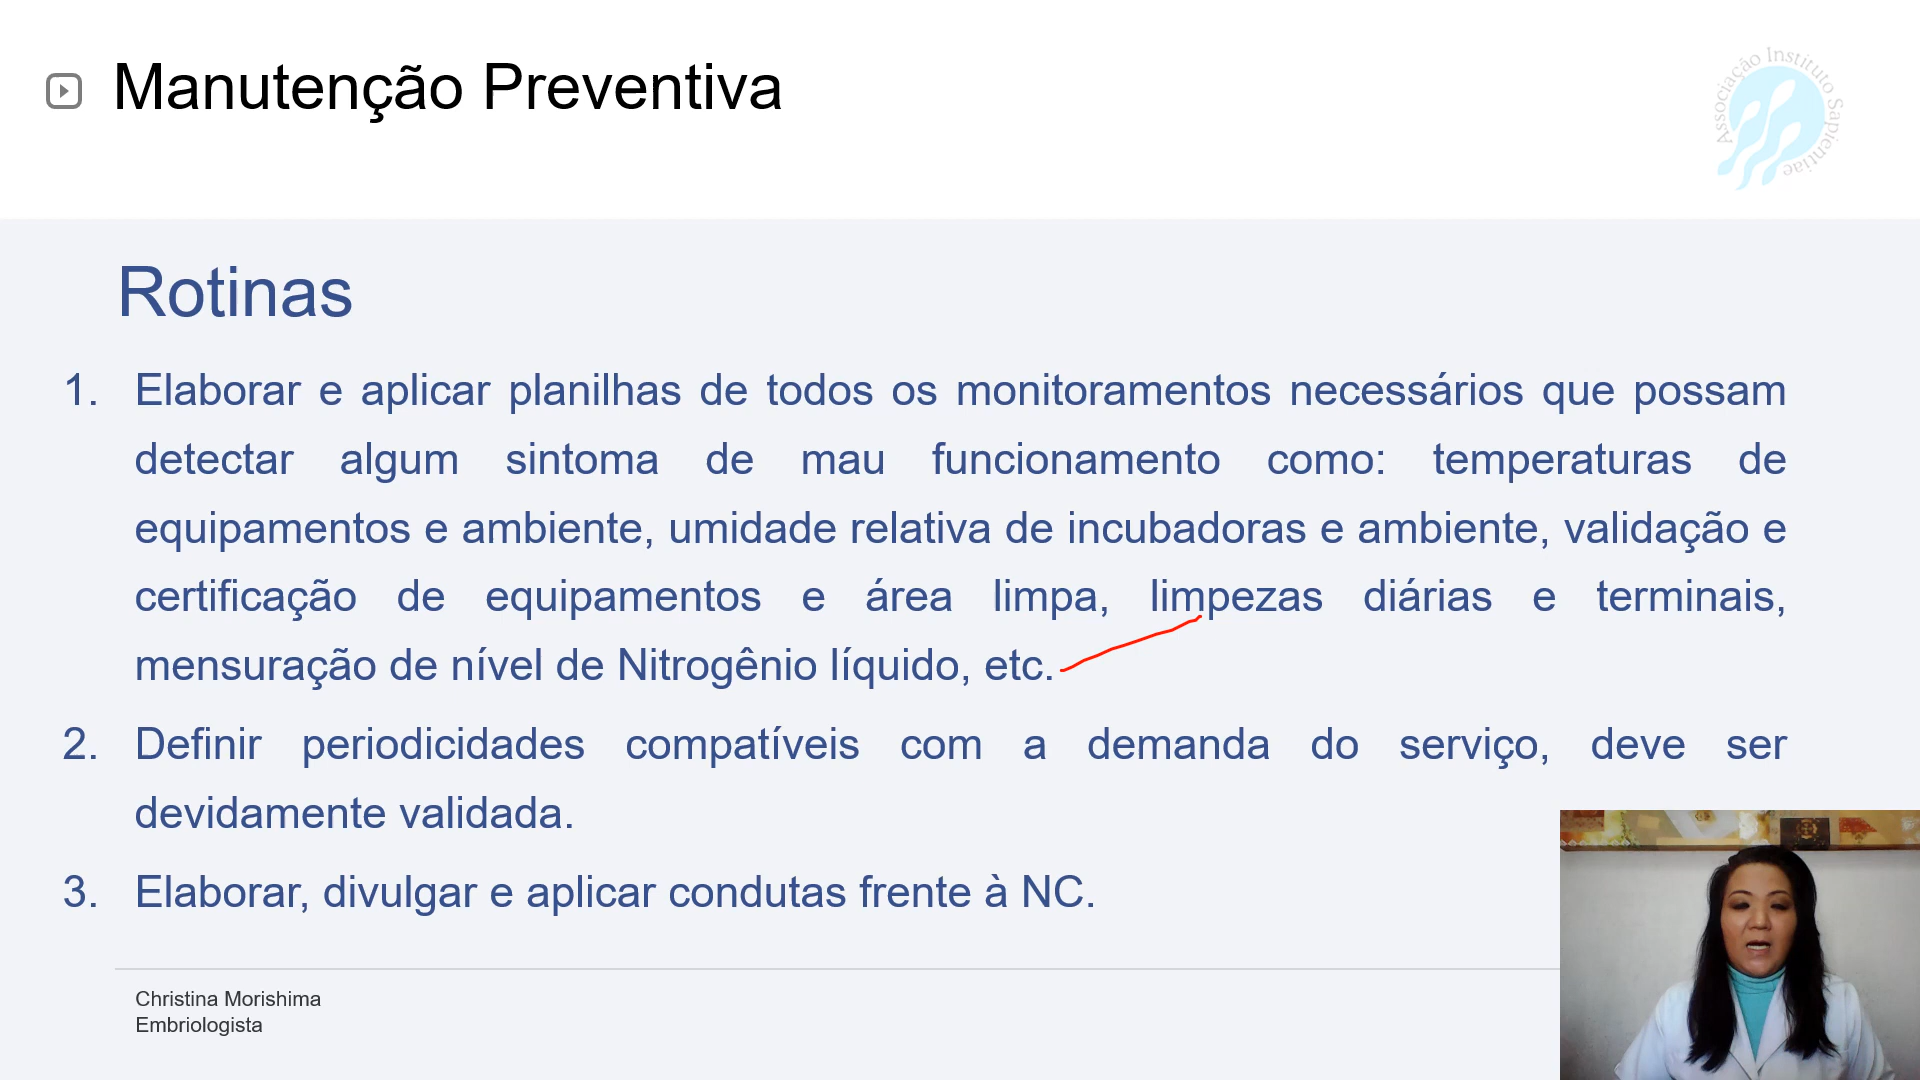 Manutenção Preventiva
Associação Instituto Sapientiae
Rotinas
1. Elaborar e aplicar planilhas de todos os monitoramentos necessários que possam
detectar algum sintoma de mau funcionamento como: temperaturas de
equipamentos e ambiente, umidade relativa de incubadoras e ambiente, validação e
certificação de equipamentos e área limpa, limpezas diárias e terminais,
mensuração de nível de Nitrogênio líquido, etc.
2. Definir periodicidades compatíveis com a demanda do serviço, deve ser
devidamente validada.
3. Elaborar, divulgar e aplicar condutas frente à NC.
Christina Morishima
Embriologista